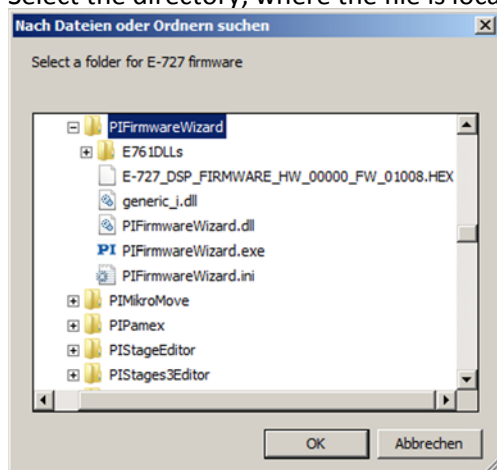 Select the directory, where the file is loca
Nach Dateien oder Ordnern suchen
Select a folder for E-727 firmware
PIFirmwareWizard
E761DLLs
E-727_DSP_FIRMWARE_HW_00000_FW_01008.HEX
generic_i.dll
PIFirmwareWizard.dll
PI PIFirmwareWizard.exe
PIFirmwareWizard.ini
PIMikroMove
PIPamex
PIStageEditor
PIStages3Editor
OK Abbrechen